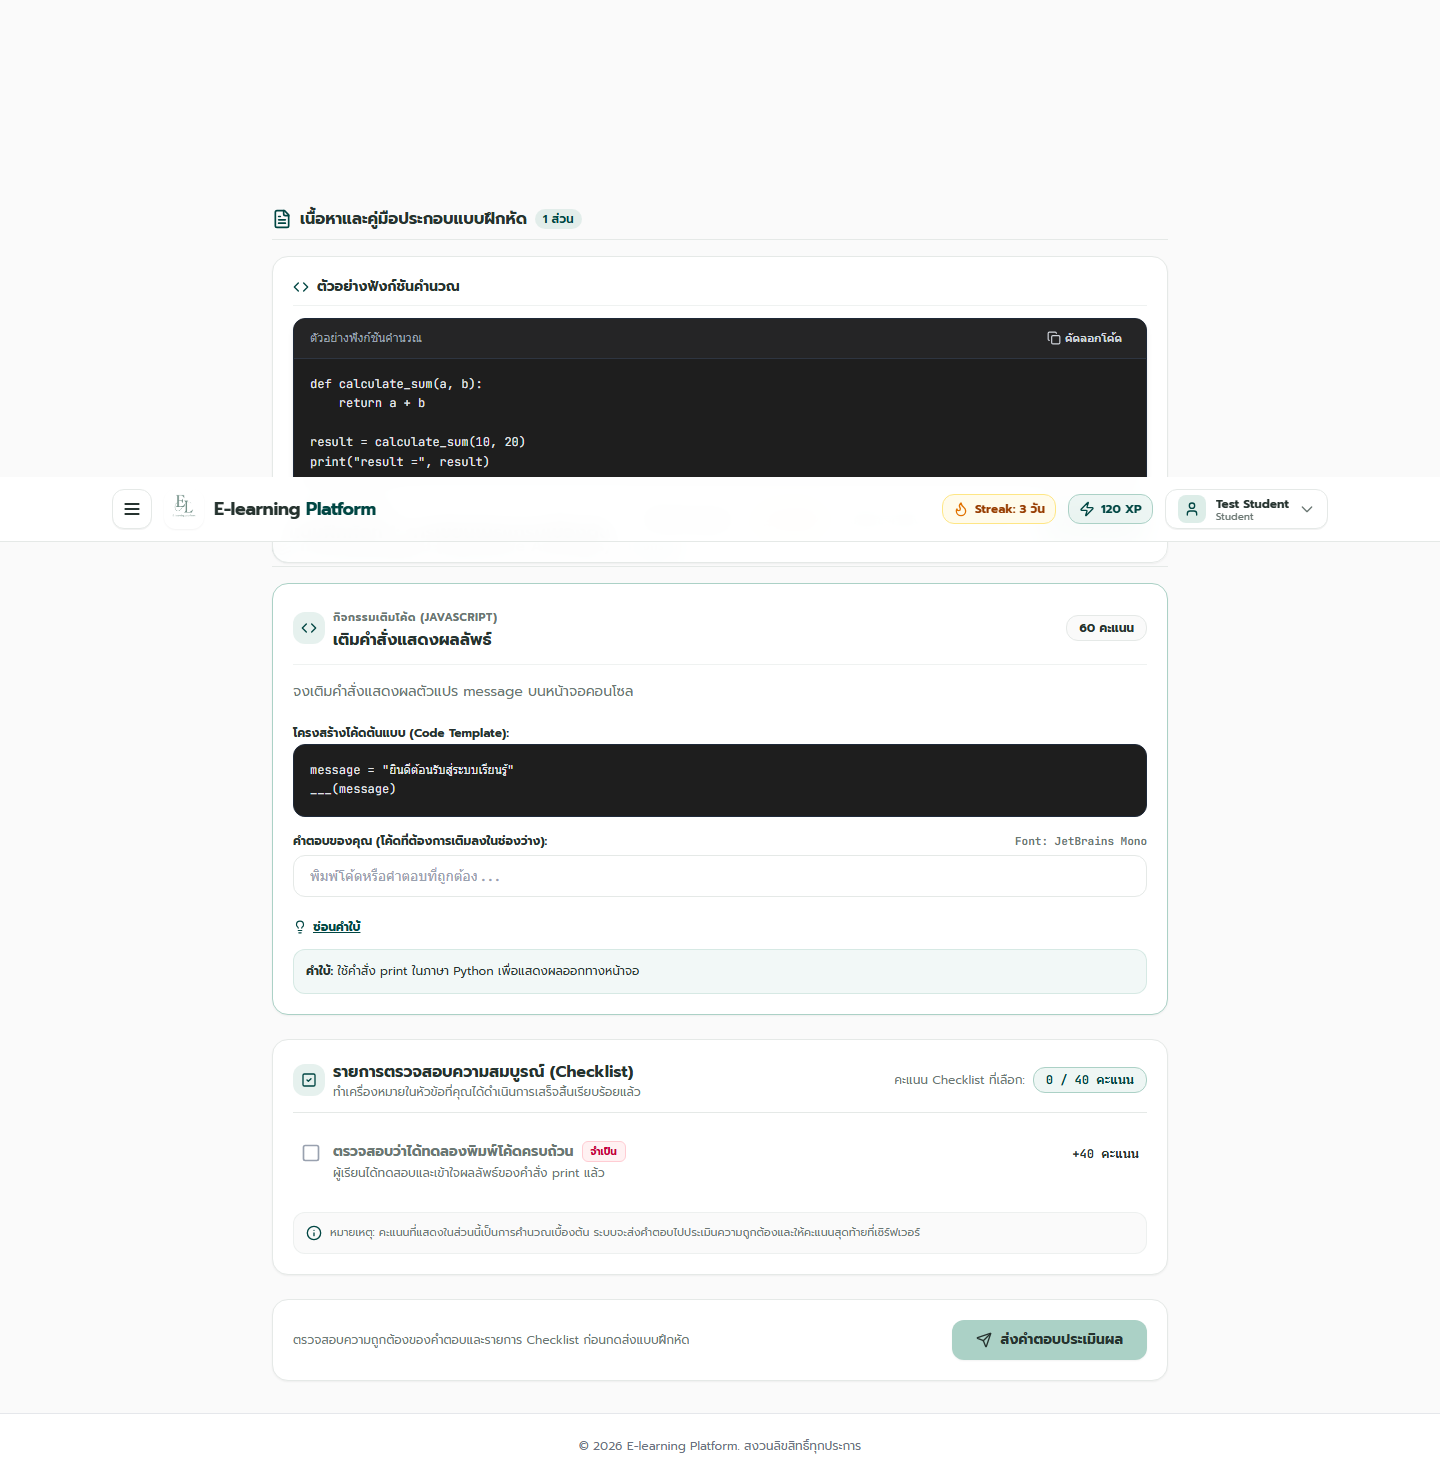 เนื้อหาและคู่มือประกอบแบบฝึกหัด 1 ส่วน
ตัวอย่างฟังก์ชันคำนวณ
ตัวอย่างฟังก์ชันคำนวณ คัดลอกโค้ด
def calculate_sum(a, b):
    return a + b
result = calculate_sum(10, 20)
print("result =", result)
EL E-learning Platform Streak: 3 วัน 120 XP Test Student
Student
กิจกรรมเติมโค้ด (JAVASCRIPT)
เติมคำสั่งแสดงผลลัพธ์ 60 คะแนน
จงเติมคำสั่งแสดงผลตัวแปร message บนหน้าจอคอนโซล
โครงสร้างโค้ดต้นแบบ (Code Template):
message = "ยินดีต้อนรับสู่ระบบเรียนรู้"
___(message)
คำตอบของคุณ (โค้ดที่ต้องการเติมลงในช่องว่าง): Font: JetBrains Mono
พิมพ์โค้ดหรือคำตอบที่ถูกต้อง...
ซ่อนคำใบ้
คำใบ้: ใช้คำสั่ง print ในภาษา Python เพื่อแสดงผลออกทางหน้าจอ
รายการตรวจสอบความสมบูรณ์ (Checklist)
ทำเครื่องหมายในหัวข้อที่คุณได้ดำเนินการเสร็จสิ้นเรียบร้อยแล้ว คะแนน Checklist ที่เลือก: 0 / 40 คะแนน
ตรวจสอบว่าได้ทดลองพิมพ์โค้ดครบถ้วน จำเป็น +40 คะแนน
ผู้เรียนได้ทดสอบและเข้าใจผลลัพธ์ของคำสั่ง print แล้ว
หมายเหตุ: คะแนนที่แสดงในส่วนนี้เป็นการคำนวณเบื้องต้น ระบบจะส่งคำตอบไปประเมินความถูกต้องและให้คะแนนสุดท้ายที่เซิร์ฟเวอร์
ตรวจสอบความถูกต้องของคำตอบและรายการ Checklist ก่อนกดส่งแบบฝึกหัด ส่งคำตอบประเมินผล
© 2026 E-learning Platform. สงวนลิขสิทธิ์ทุกประการ